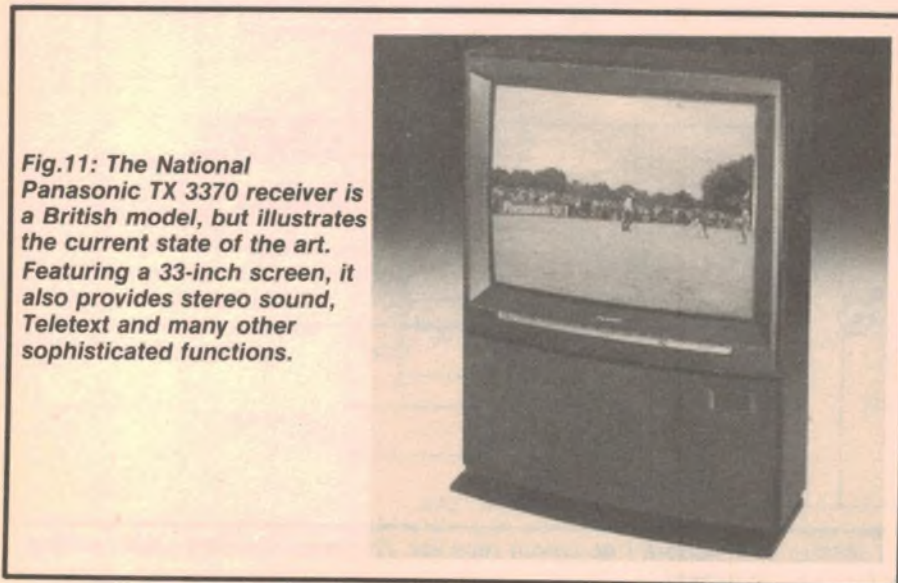 Fig.11: The National
Panasonic TX 3370 receiver is
a British model, but illustrates
the current state of the art.
Featuring a 33-inch screen, it
also provides stereo sound,
Teletext and many other
sophisticated functions.